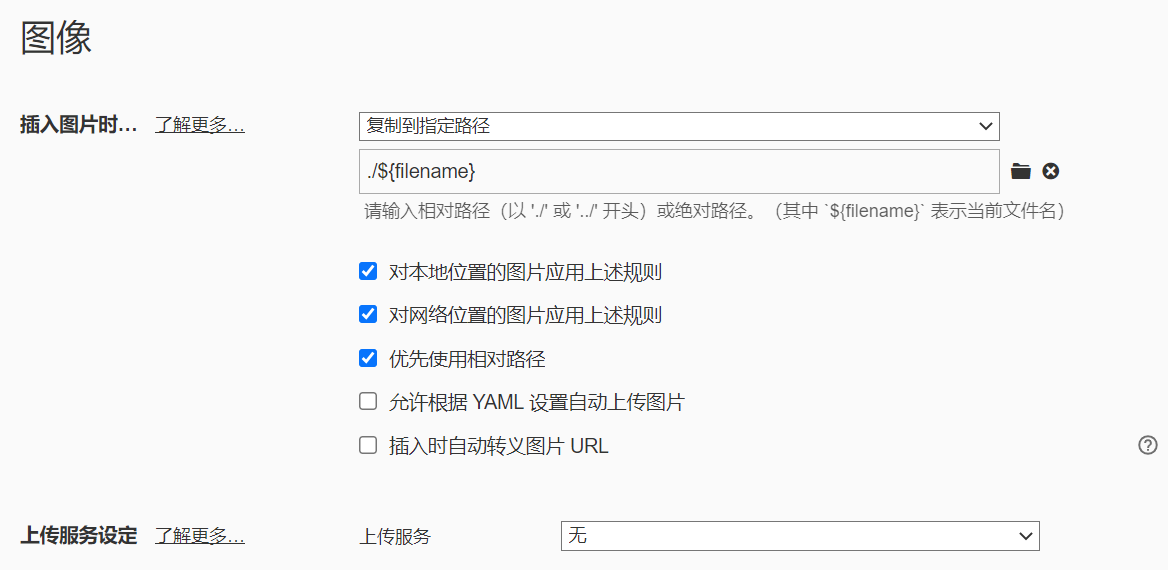 图像
插入图片时... 了解更多... 复制到指定路径
./${filename}
请输入相对路径（以 './' 或 '../' 开头）或绝对路径。（其中 `${filename}` 表示当前文件名）
对本地位置的图片应用上述规则
对网络位置的图片应用上述规则
优先使用相对路径
允许根据 YAML 设置自动上传图片
插入时自动转义图片 URL
上传服务设定 了解更多... 上传服务 无